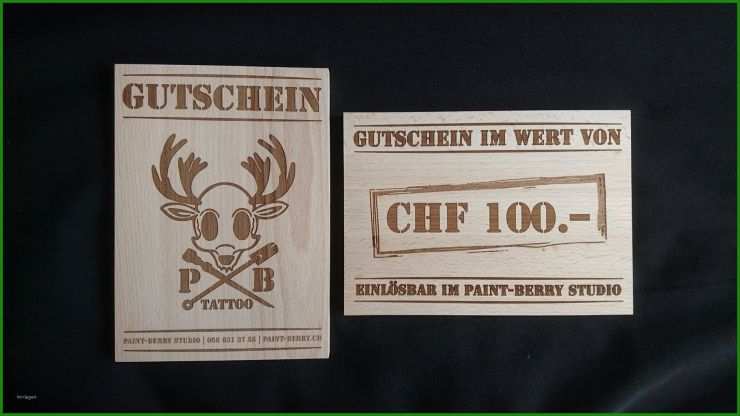 GUTSCHEIN
P B
© TATTOO
PAINT-BERRY STUDIO | 056 631 37 55 | PAINT-BERRY.CH
GUTSCHEIN IM WERT VON
CHF 100.–
EINLÖSBAR IM PAINT-BERRY STUDIO